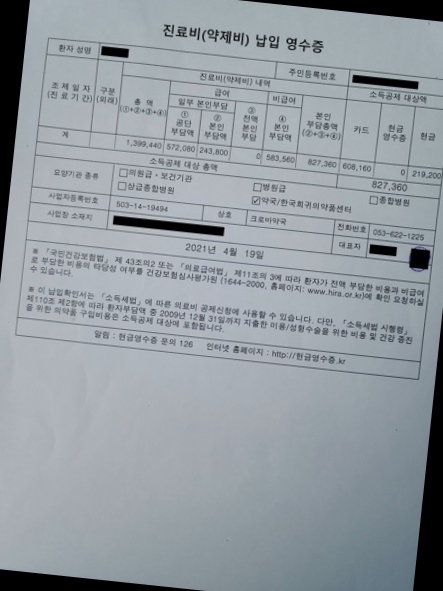 진료비(약제비) 납입 영수증
환자 성명
주민등록번호
진료비(약제비) 내역
소득공제 대상액
조 제 일 자
(진 료 기 간)
구분
(외래)
총 액
(①+②+③+④)
급여
일부 본인부담
①
공단
부담액
②
본인
부담액
③
전액
본인
부담
비급여
④
본인
부담액
본인
부담총액
(②+③+④)
카드
현금
영수증
현금
계
1,399,440 572,080 243,800 0 583,560 827,360 608,160 0 219,200
소득공제 대상 총액
827,360
요양기관 종류
의원급ㆍ보건기관
병원급
종합병원
상급종합병원
약국/한국희귀의약품센터
사업자등록번호
503-14-19494
상호
크로바약국
전화번호
053-622-1225
사업장 소재지
대표자
2021년 4월 19일
※ 「국민건강보험법」 제 43조의2 또는 「의료급여법」 제11조의 3에 따라 환자가 전액 부담한 비용과 비급여
로 부담한 비용의 타당성 여부를 건강보험심사평가원 (1644-2000, 홈페이지: www.hira.or.kr)에 확인 요청하실
수 있습니다.
※ 이 납입확인서는 「소득세법」에 따른 의료비 공제신청에 사용할 수 있습니다. 다만, 「소득세법 시행령」
제110조 제2항에 따라 환자부담액 중 2009년 12월 31일까지 지출한 미용/성형수술을 위한 비용 및 건강 증진
을 위한 의약품 구입비용은 소득공제 대상에 포함됩니다.
알림 : 현금영수증 문의 126 인터넷 홈페이지 : http://현금영수증.kr